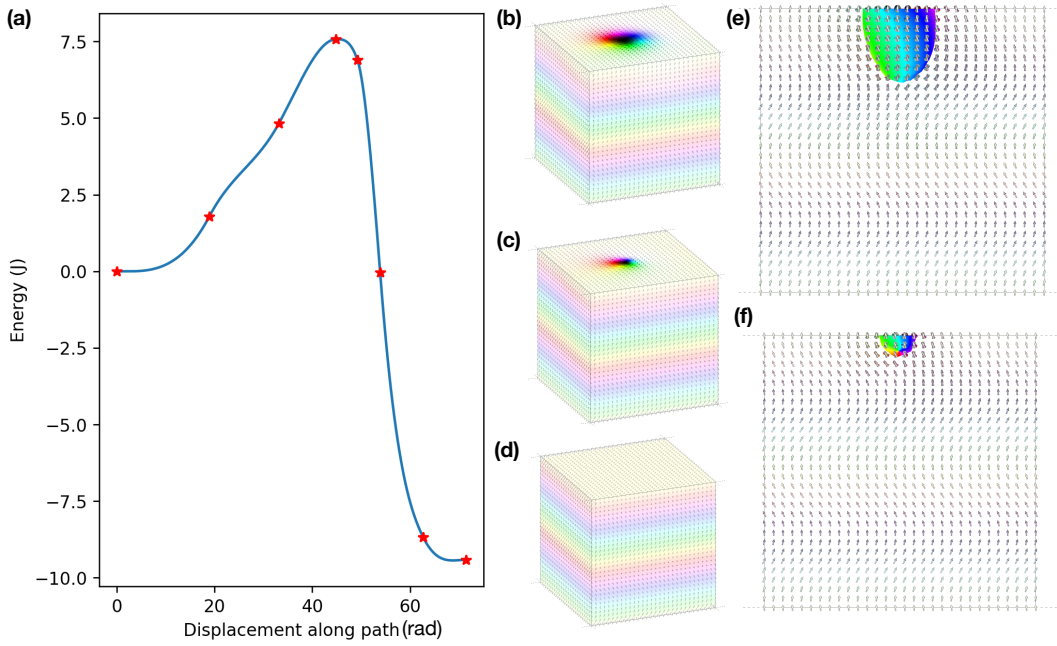 (a)
7.5
5.0
2.5
0.0
−2.5
−5.0
−7.5
−10.0
Energy (J)
0
20
40
60
Displacement along path(rad)
(b)
(c)
(d)
(e)
(f)